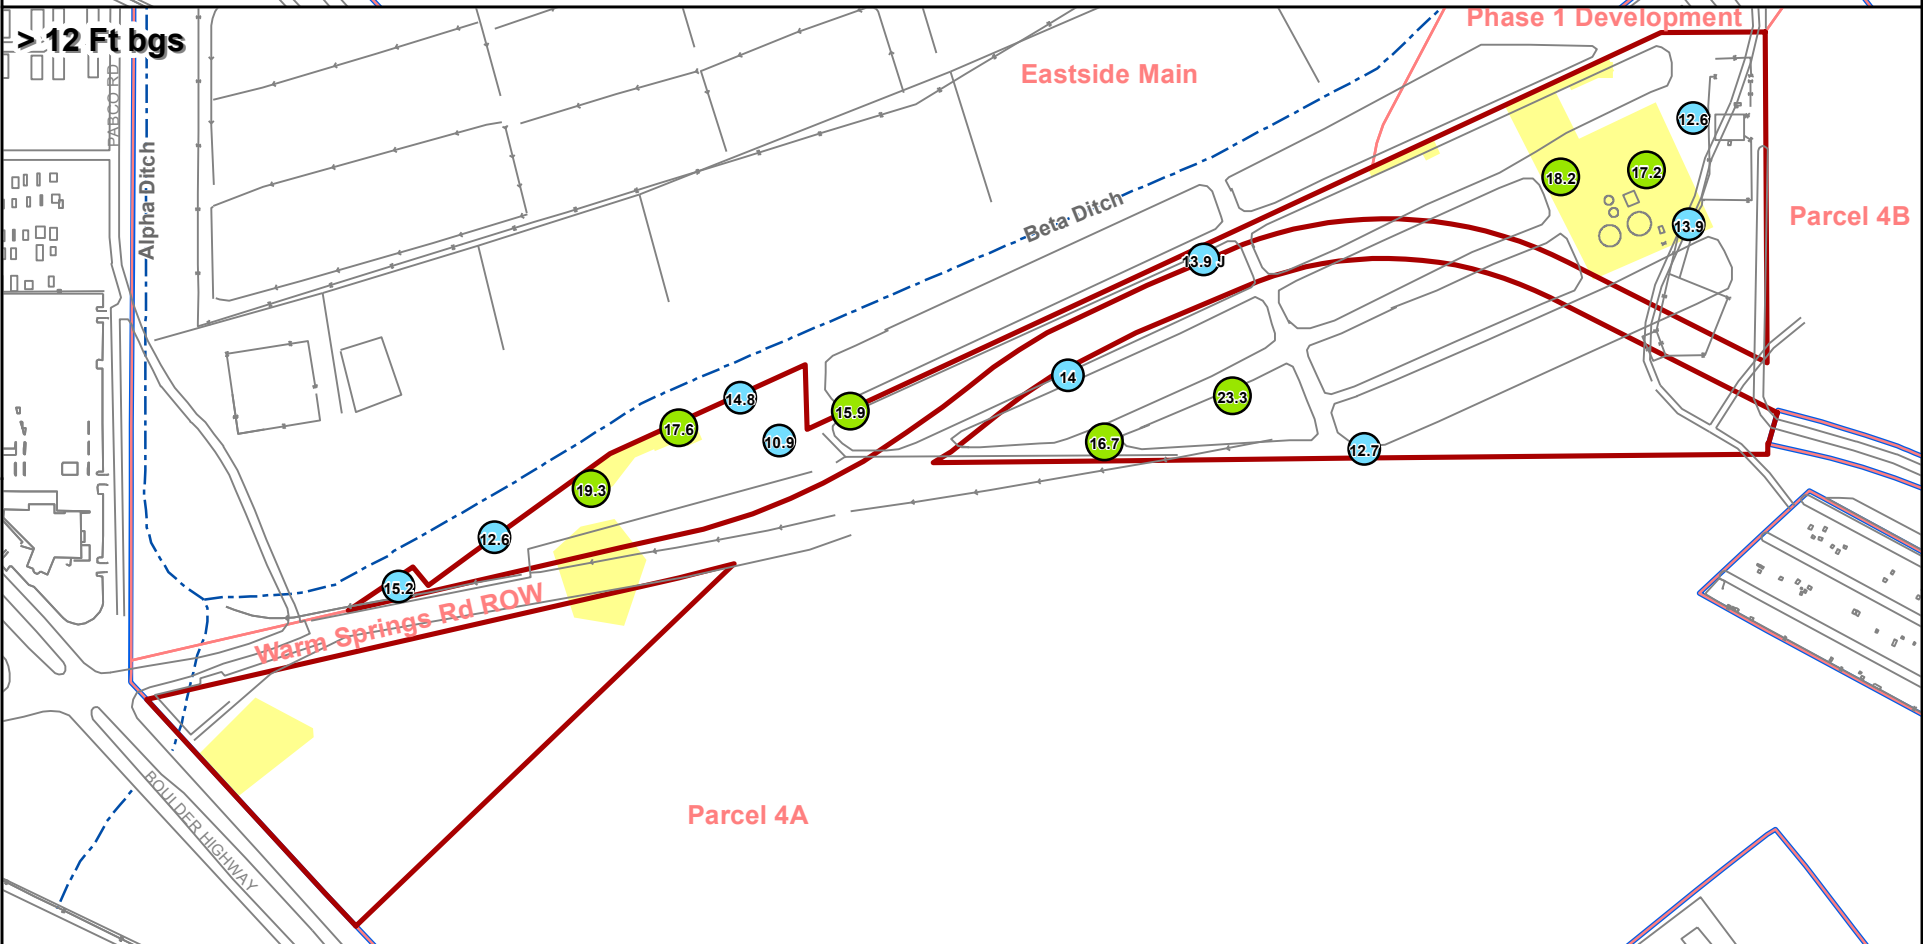 > 12 Ft bgs
Phase 1 Development
Eastside Main
PABCO RD
Alpha Ditch
12.6
18.2
17.2
Parcel 4B
Beta Ditch
13.9
13.9 J
14
14.8
23.3
15.9
17.6
10.9
16.7
12.7
19.3
12.6
15.2
Warm Springs Rd ROW
Parcel 4A
BOULDER HIGHWAY